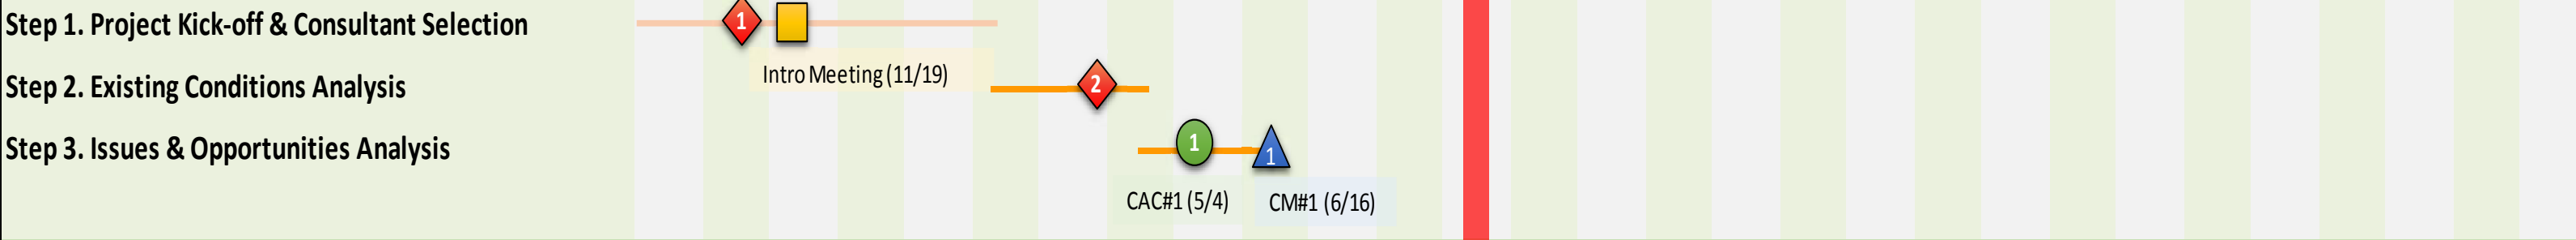 Step 1. Project Kick-off & Consultant Selection
1
Intro Meeting (11/19)
Step 2. Existing Conditions Analysis
2
Step 3. Issues & Opportunities Analysis
1
1
CAC#1 (5/4)
CM#1 (6/16)